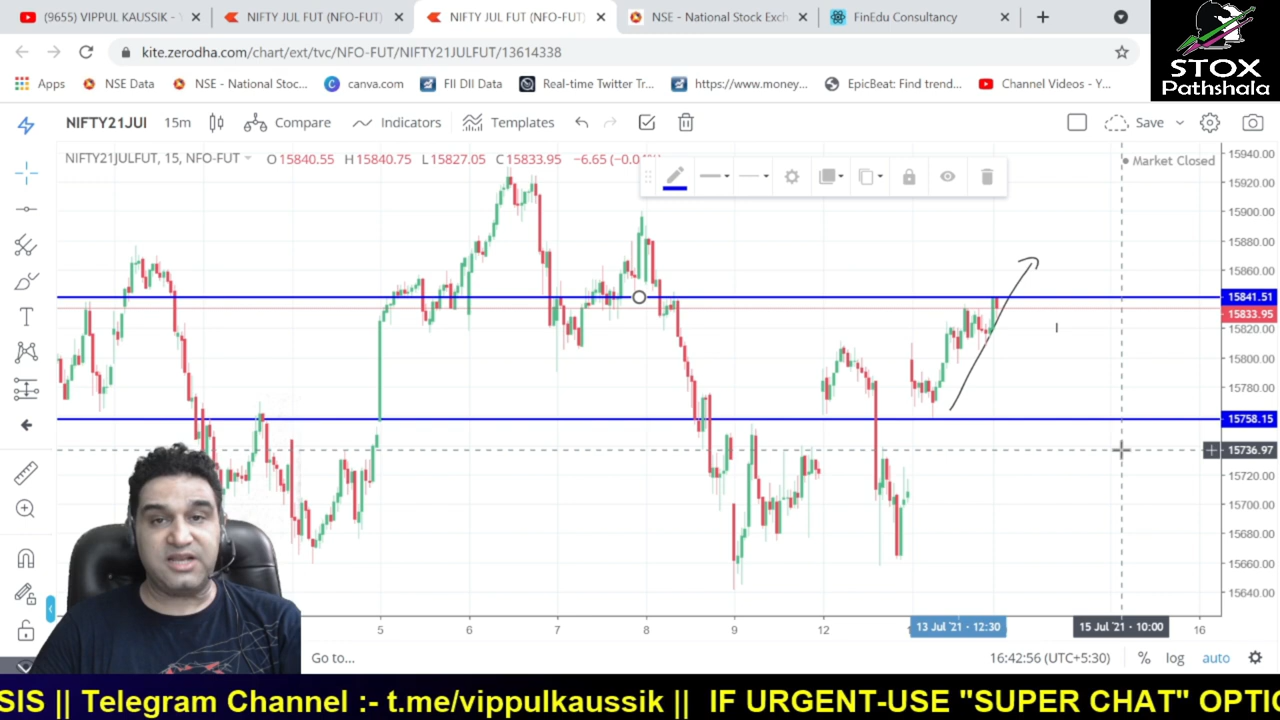 (9655) VIPPUL KAUSSIK -
NIFTY JUL FUT (NFO-FUT)
NIFTY JUL FUT (NFO-FUT)
NSE - National Stock Exch
FinEdu Consultancy
kite.zerodha.com/chart/ext/tvc/NFO-FUT/NIFTY21JULFUT/13614338
STOX
Pathshala
Apps
NSE Data
NSE - National Stoc...
canva.com
FII DII Data
Real-time Twitter Tr...
https://www.money...
EpicBeat: Find trend...
Channel Videos - Y...
NIFTY21JUl
15m
Compare
Indicators
Templates
Save
NIFTY21JULFUT, 15, NFO-FUT
O15840.55 H15840.75 L15827.05 C15833.95 −6.65
Market Closed
15940.00
15920.00
15900.00
15880.00
15860.00
15841.51
15833.95
15820.00
15800.00
15780.00
15758.15
15736.97
15720.00
15700.00
15680.00
15660.00
15640.00
5 6 7 8 9 12
13 Jul '21 - 12:30
15 Jul '21 - 10:00
16
Go to...
16:42:56 (UTC+5:30)
% log auto
SIS || Telegram Channel :- t.me/vippulkaussik || IF URGENT-USE "SUPER CHAT" OPTIO